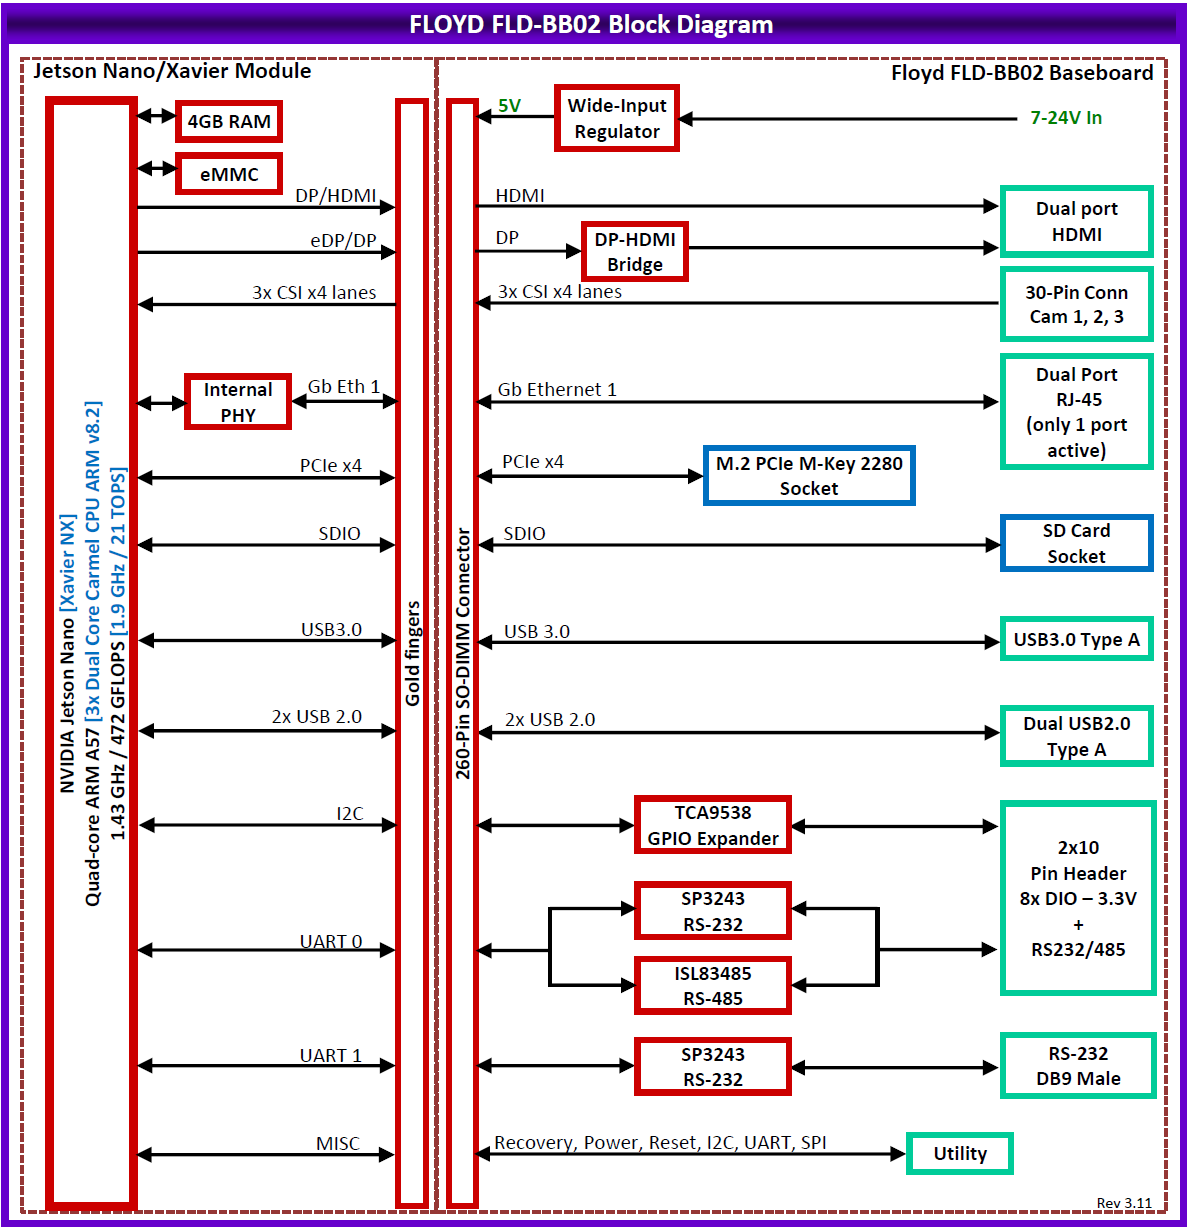 FLOYD FLD-BB02 Block Diagram
Jetson Nano/Xavier Module
Floyd FLD-BB02 Baseboard
4GB RAM
eMMC
DP/HDMI
eDP/DP
3x CSI x4 lanes
Internal
PHY
Gb Eth 1
PCIe x4
SDIO
USB3.0
2x USB 2.0
I2C
UART 0
UART 1
MISC
NVIDIA Jetson Nano [Xavier NX]
Quad-core ARM A57 [3x Dual Core Carmel CPU ARM v8.2]
1.43 GHz / 472 GFLOPS [1.9 GHz / 21 TOPS]
Gold fingers
260-Pin SO-DIMM Connector
5V
Wide-Input
Regulator
7-24V In
HDMI
Dual port
HDMI
DP
DP-HDMI
Bridge
3x CSI x4 lanes
30-Pin Conn
Cam 1, 2, 3
Gb Ethernet 1
Dual Port
RJ-45
(only 1 port
active)
PCIe x4
M.2 PCIe M-Key 2280
Socket
SDIO
SD Card
Socket
USB 3.0
USB3.0 Type A
2x USB 2.0
Dual USB2.0
Type A
TCA9538
GPIO Expander
SP3243
RS-232
ISL83485
RS-485
2x10
Pin Header
8x DIO – 3.3V
+
RS232/485
SP3243
RS-232
RS-232
DB9 Male
Recovery, Power, Reset, I2C, UART, SPI
Utility
Rev 3.11